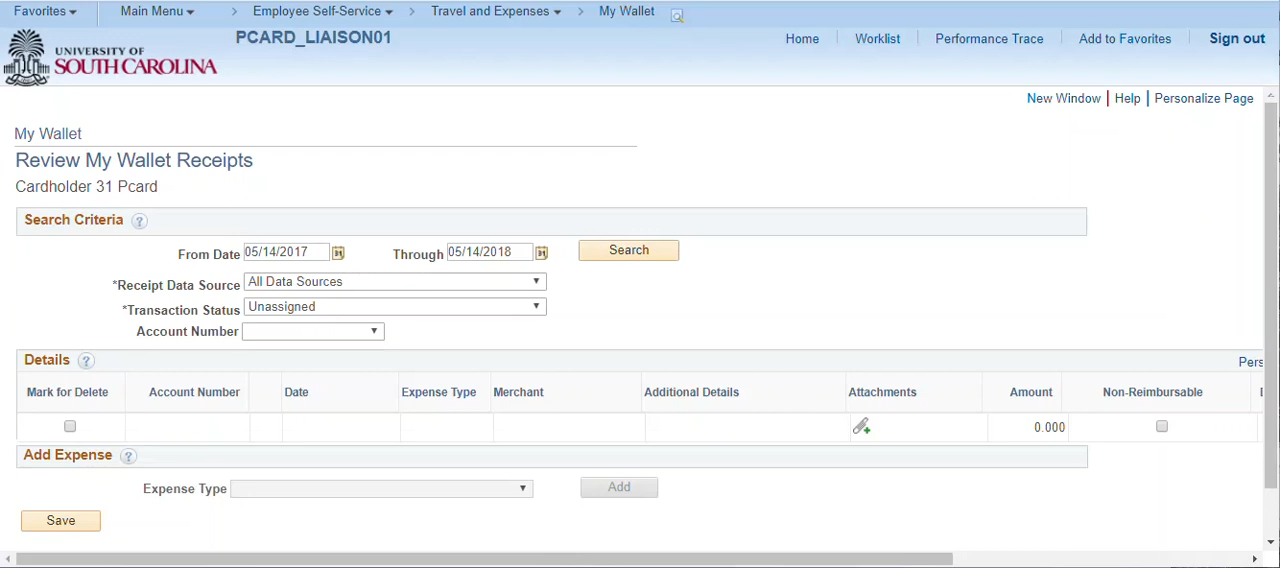 Favorites Main Menu > Employee Self-Service > Travel and Expenses > My Wallet
UNIVERSITY OF
SOUTH CAROLINA
PCARD_LIAISON01
Home Worklist Performance Trace Add to Favorites Sign out
New Window | Help | Personalize Page
My Wallet
Review My Wallet Receipts
Cardholder 31 Pcard
Search Criteria ?
From Date 05/14/2017 31 Through 05/14/2018 31 Search
*Receipt Data Source All Data Sources
*Transaction Status Unassigned
Account Number
Details ? Pers
Mark for Delete Account Number Date Expense Type Merchant Additional Details Attachments Amount Non-Reimbursable
0.000
Add Expense ?
Expense Type Add
Save